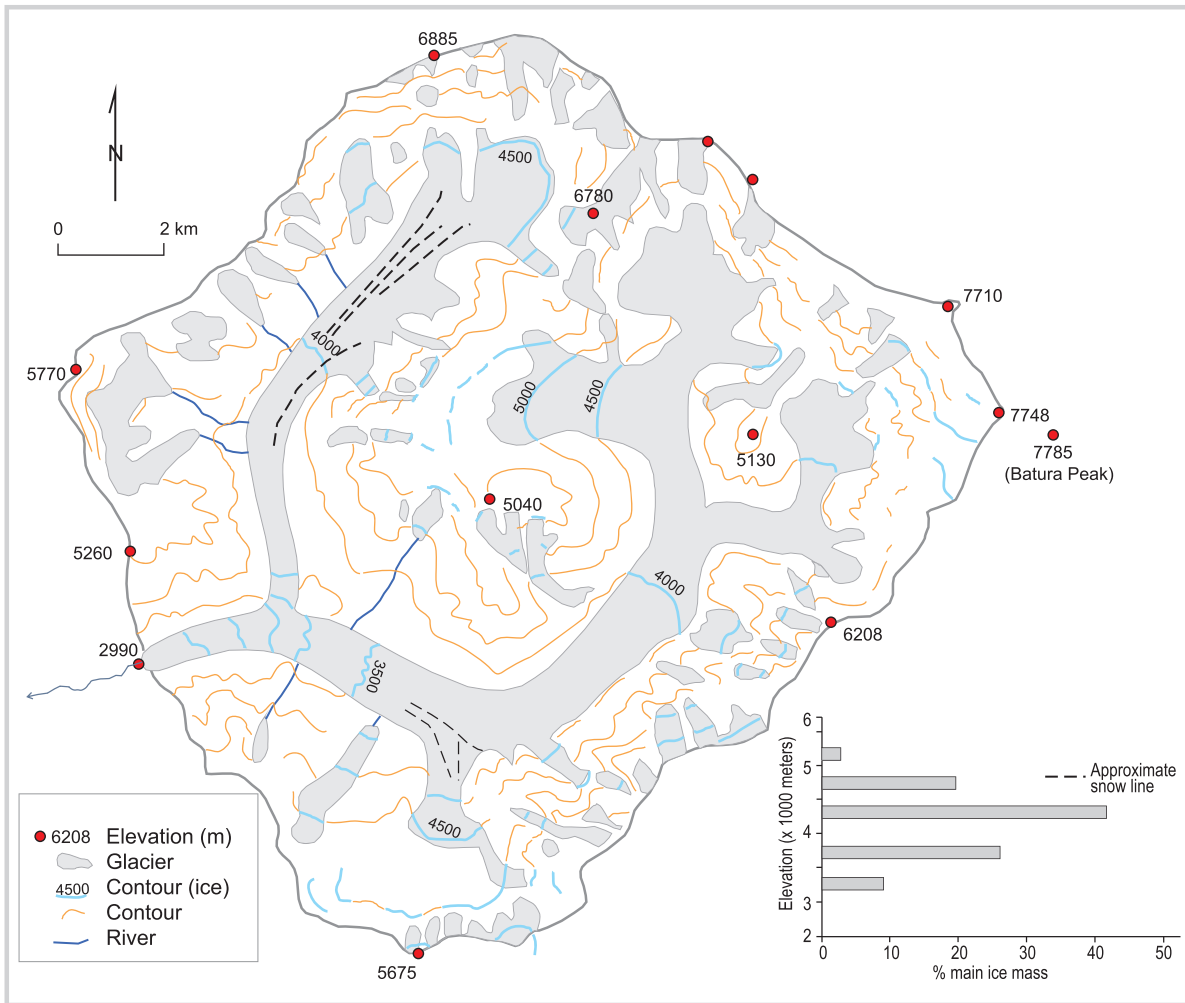 6885
N
4500
6780
0 2 km
7710
4000
5770
5000
4500
7748
5130
7785
(Batura Peak)
5040
5260
4000
6208
2990
3500
4500
5675
6208 Elevation (m)
Glacier
4500 Contour (ice)
Contour
River
Elevation (x 1000 meters)
6
5
4
3
2
Approximate
snow line
0 10 20 30 40 50
% main ice mass